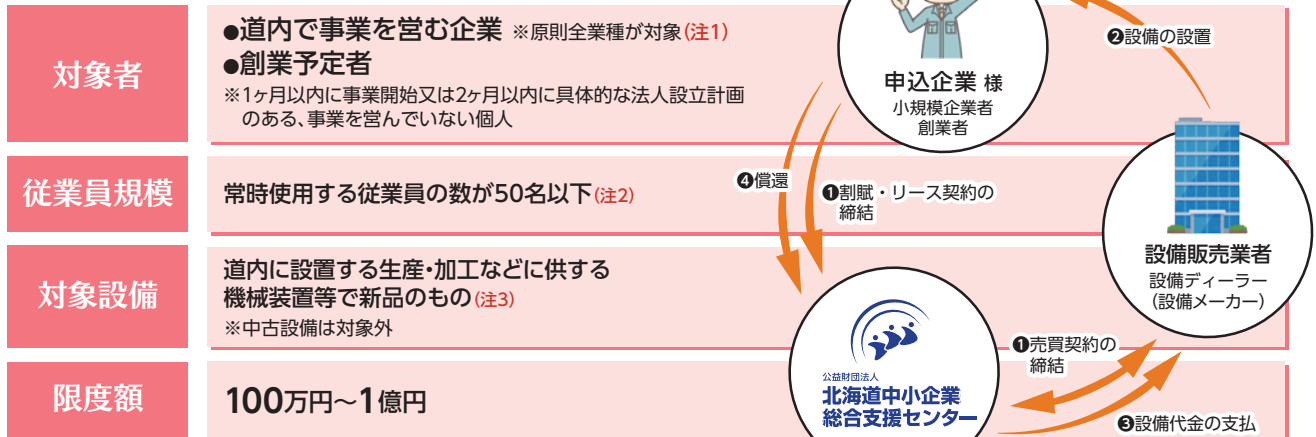 対象者
●道内で事業を営む企業 ※原則全業種が対象(注1)
●創業予定者
※1ヶ月以内に事業開始又は2ヶ月以内に具体的な法人設立計画
のある、事業を営んでいない個人
従業員規模
常時使用する従業員の数が50名以下(注2)
対象設備
道内に設置する生産・加工などに供する
機械装置等で新品のもの(注3)
※中古設備は対象外
限度額
100万円〜1億円
申込企業 様
小規模企業者
創業者
❷設備の設置
❹償還
❶割賦・リース契約の
締結
設備販売業者
設備ディーラー
(設備メーカー)
❶売買契約の
締結
公益財団法人
北海道中小企業
総合支援センター
❸設備代金の支払